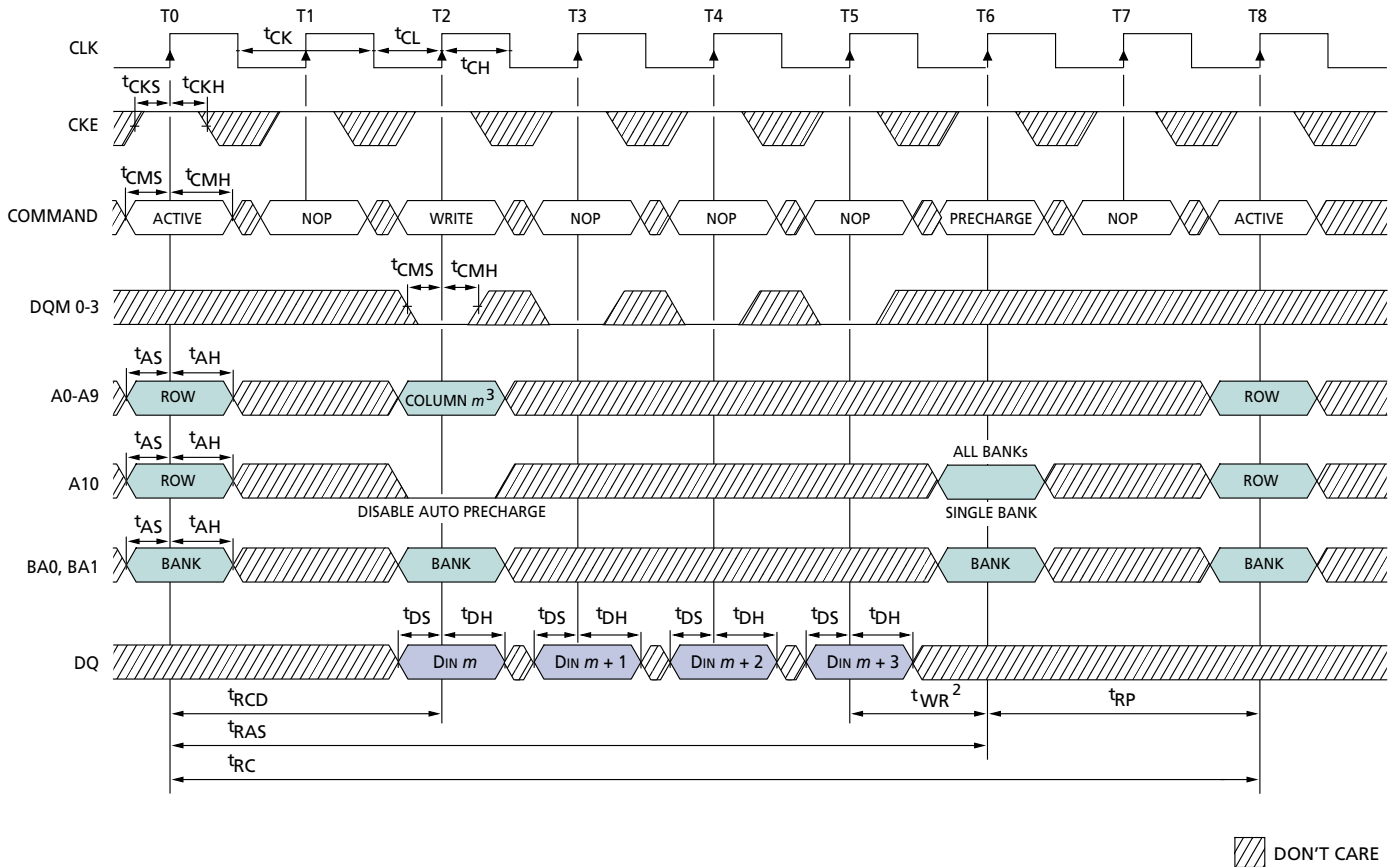 T0 T1 T2 T3 T4 T5 T6 T7 T8
CLK tCK tCL tCH
tCKS tCKH
CKE
tCMS tCMH
COMMAND ACTIVE NOP WRITE NOP NOP NOP PRECHARGE NOP ACTIVE
tCMS tCMH
DQM 0-3
tAS tAH
A0-A9 ROW COLUMN m³ ROW
tAS tAH ALL BANKs
A10 ROW ROW
DISABLE AUTO PRECHARGE SINGLE BANK
tAS tAH
BA0, BA1 BANK BANK BANK BANK
tDS tDH tDS tDH tDS tDH tDS tDH
DQ DIN m DIN m + 1 DIN m + 2 DIN m + 3
tRCD tWR² tRP
tRAS
tRC
DON'T CARE